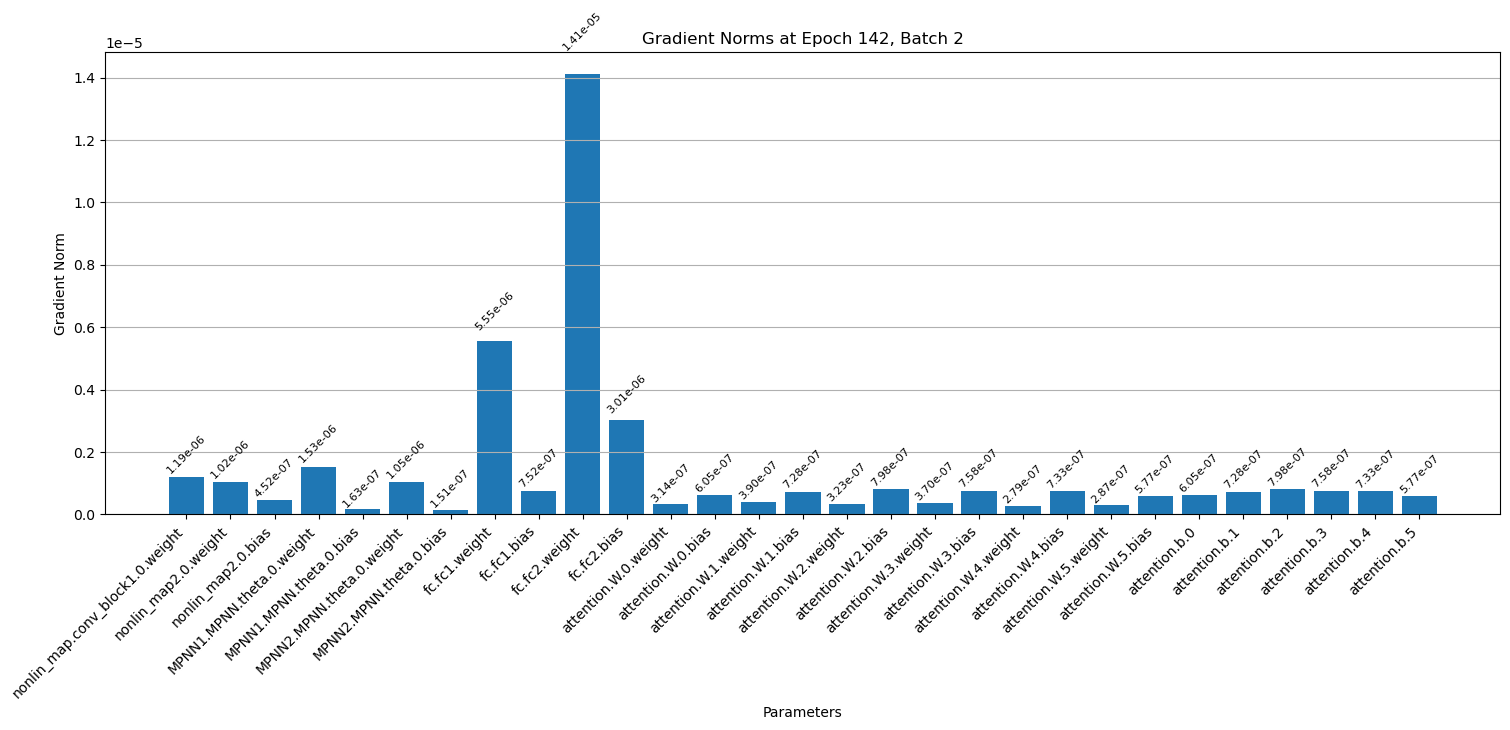 Gradient Norms at Epoch 142, Batch 2
1e−5
1.4
1.2
1.0
0.8
0.6
0.4
0.2
0.0
Gradient Norm
1.19e-06
1.02e-06
4.52e-07
1.53e-06
1.63e-07
1.05e-06
1.51e-07
5.55e-06
7.52e-07
1.41e-05
3.01e-06
3.14e-07
6.05e-07
3.90e-07
7.28e-07
3.23e-07
7.98e-07
3.70e-07
7.58e-07
2.79e-07
7.33e-07
2.87e-07
5.77e-07
6.05e-07
7.28e-07
7.98e-07
7.58e-07
7.33e-07
5.77e-07
nonlin_map.conv_block1.0.weight
nonlin_map2.0.weight
nonlin_map2.0.bias
MPNN1.MPNN.theta.0.weight
MPNN1.MPNN.theta.0.bias
MPNN2.MPNN.theta.0.weight
MPNN2.MPNN.theta.0.bias
fc.fc1.weight
fc.fc1.bias
fc.fc2.weight
fc.fc2.bias
attention.W.0.weight
attention.W.0.bias
attention.W.1.weight
attention.W.1.bias
attention.W.2.weight
attention.W.2.bias
attention.W.3.weight
attention.W.3.bias
attention.W.4.weight
attention.W.4.bias
attention.W.5.weight
attention.W.5.bias
attention.b.0
attention.b.1
attention.b.2
attention.b.3
attention.b.4
attention.b.5
Parameters